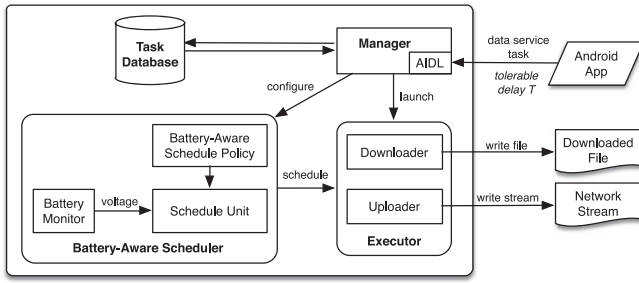 Task
Database
Manager
AIDL
data service
task
tolerable
delay T
Android
App
configure
launch
Battery-Aware
Schedule Policy
Battery
Monitor
voltage
Schedule Unit
Battery-Aware Scheduler
schedule
Downloader
Uploader
Executor
write file
Downloaded
File
write stream
Network
Stream